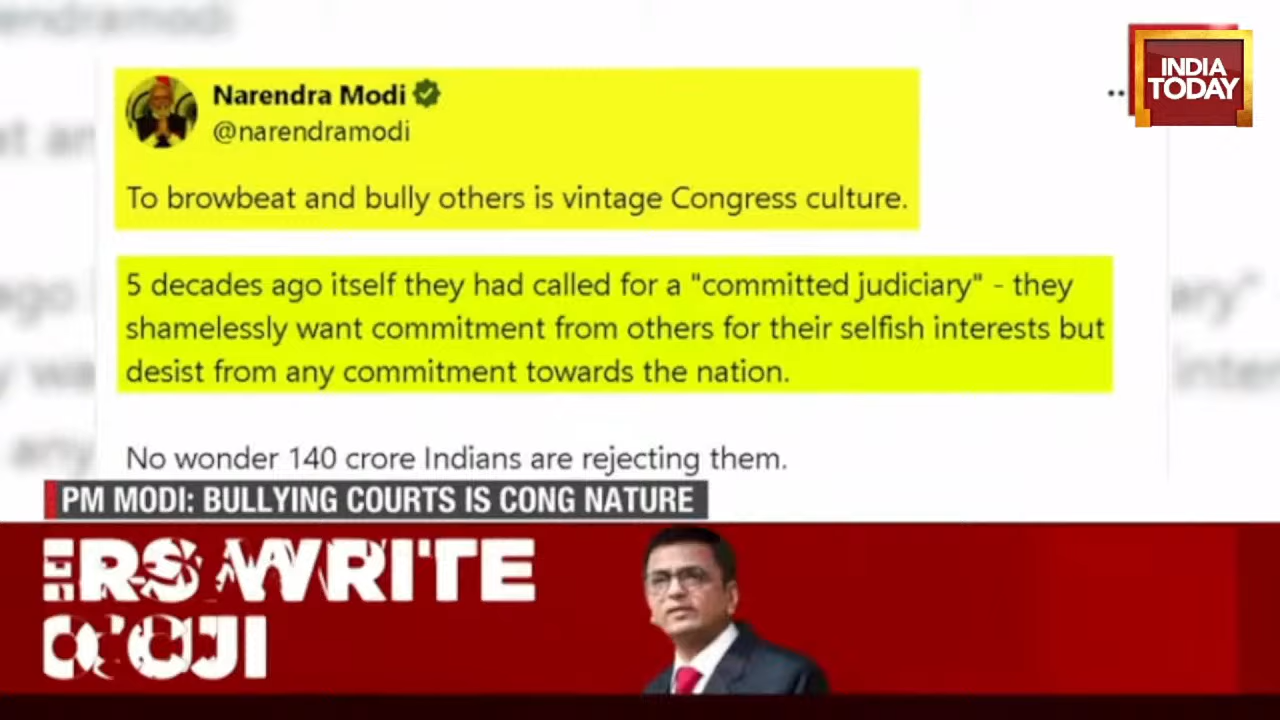 INDIA
TODAY
Narendra Modi
@narendramodi
To browbeat and bully others is vintage Congress culture.
5 decades ago itself they had called for a "committed judiciary" - they
shamelessly want commitment from others for their selfish interests but
desist from any commitment towards the nation.
No wonder 140 crore Indians are rejecting them.
PM MODI: BULLYING COURTS IS CONG NATURE
WRITE
CJI